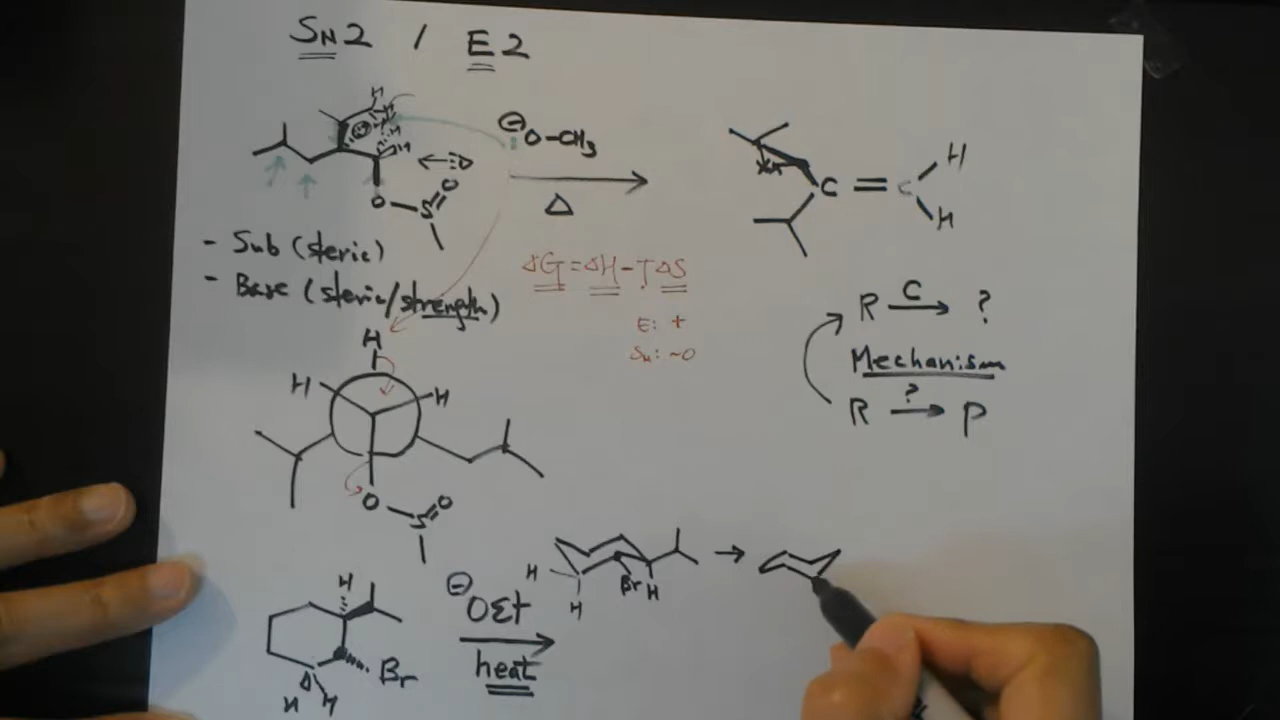 SN2 / E2
H
H
H
H
⊖O-CH3
O
O-S
Δ
H
C=C
H
- Sub (steric)
- Base (steric/strength)
ΔG=ΔH-TΔS
E: +
SN: ~0
R C→ ?
Mechanism
R ?→ P
H
H
H
O
O-S
H
Br H
H
H
⊖OEt
heat
Br
H H